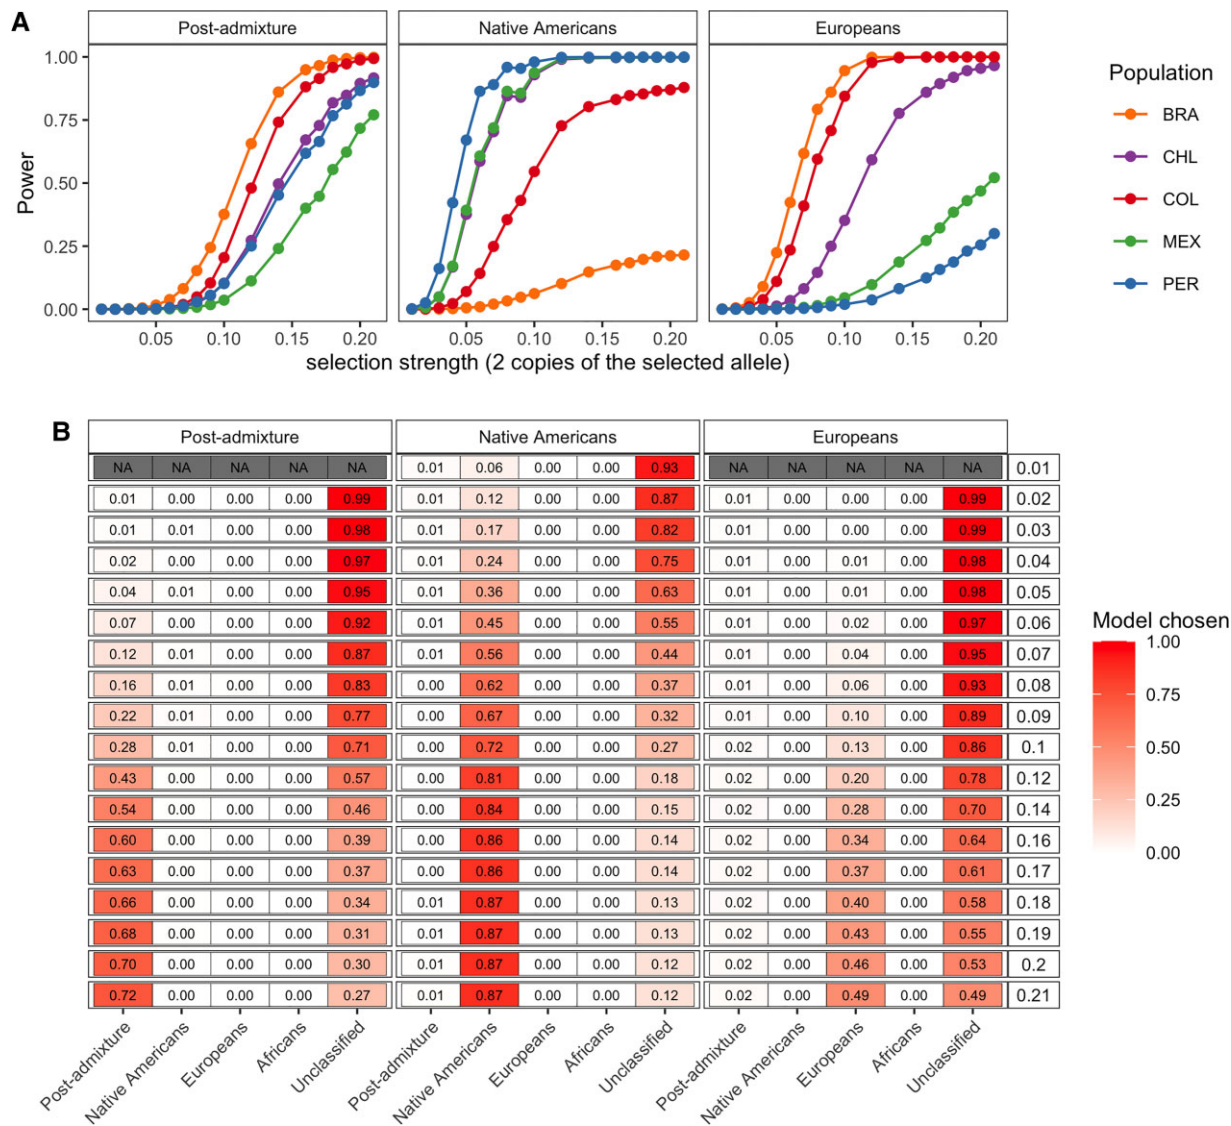 A
Post-admixture Native Americans Europeans
Power
1.00
0.75
0.50
0.25
0.00
0.05 0.10 0.15 0.20 0.05 0.10 0.15 0.20 0.05 0.10 0.15 0.20
selection strength (2 copies of the selected allele)
Population
BRA
CHL
COL
MEX
PER
B
Post-admixture Native Americans Europeans
NA NA NA NA NA 0.01 0.06 0.00 0.00 0.93 NA NA NA NA NA 0.01
0.01 0.00 0.00 0.00 0.99 0.01 0.12 0.00 0.00 0.87 0.01 0.00 0.00 0.00 0.99 0.02
0.01 0.01 0.00 0.00 0.98 0.01 0.17 0.00 0.00 0.82 0.01 0.00 0.00 0.00 0.99 0.03
0.02 0.00 0.00 0.00 0.97 0.01 0.24 0.00 0.00 0.75 0.01 0.00 0.01 0.00 0.98 0.04
0.04 0.01 0.00 0.00 0.95 0.01 0.36 0.00 0.00 0.63 0.01 0.00 0.01 0.00 0.98 0.05
0.07 0.01 0.00 0.00 0.92 0.01 0.45 0.00 0.00 0.55 0.01 0.00 0.02 0.00 0.97 0.06
0.12 0.01 0.00 0.00 0.87 0.01 0.56 0.00 0.00 0.44 0.01 0.00 0.04 0.00 0.95 0.07
0.16 0.01 0.00 0.00 0.83 0.00 0.62 0.00 0.00 0.37 0.01 0.00 0.06 0.00 0.93 0.08
0.22 0.01 0.00 0.00 0.77 0.00 0.67 0.00 0.00 0.32 0.01 0.00 0.10 0.00 0.89 0.09
0.28 0.01 0.00 0.00 0.71 0.00 0.72 0.00 0.00 0.27 0.02 0.00 0.13 0.00 0.86 0.1
0.43 0.00 0.00 0.00 0.57 0.00 0.81 0.00 0.00 0.18 0.02 0.00 0.20 0.00 0.78 0.12
0.54 0.00 0.00 0.00 0.46 0.00 0.84 0.00 0.00 0.15 0.02 0.00 0.28 0.00 0.70 0.14
0.60 0.00 0.00 0.00 0.39 0.00 0.86 0.00 0.00 0.14 0.02 0.00 0.34 0.00 0.64 0.16
0.63 0.00 0.00 0.00 0.37 0.00 0.86 0.00 0.00 0.14 0.02 0.00 0.37 0.00 0.61 0.17
0.66 0.00 0.00 0.00 0.34 0.01 0.87 0.00 0.00 0.13 0.02 0.00 0.40 0.00 0.58 0.18
0.68 0.00 0.00 0.00 0.31 0.01 0.87 0.00 0.00 0.13 0.02 0.00 0.43 0.00 0.55 0.19
0.70 0.00 0.00 0.00 0.30 0.01 0.87 0.00 0.00 0.12 0.02 0.00 0.46 0.00 0.53 0.2
0.72 0.00 0.00 0.00 0.27 0.01 0.87 0.00 0.00 0.12 0.02 0.00 0.49 0.00 0.49 0.21
Post-admixture Native Americans Europeans Africans Unclassified Post-admixture Native Americans Europeans Africans Unclassified Post-admixture Native Americans Europeans Africans Unclassified
Model chosen
1.00
0.75
0.50
0.25
0.00